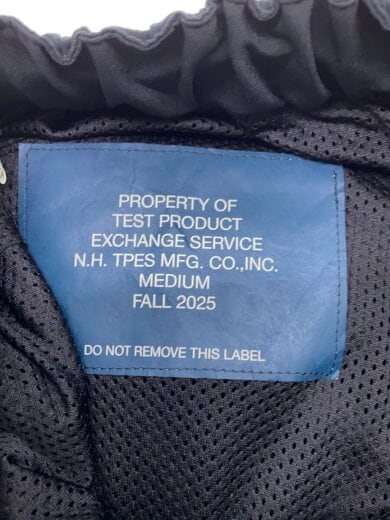 PROPERTY OF
TEST PRODUCT
EXCHANGE SERVICE
N.H. TPES MFG. CO.,INC.
MEDIUM
FALL 2025
DO NOT REMOVE THIS LABEL